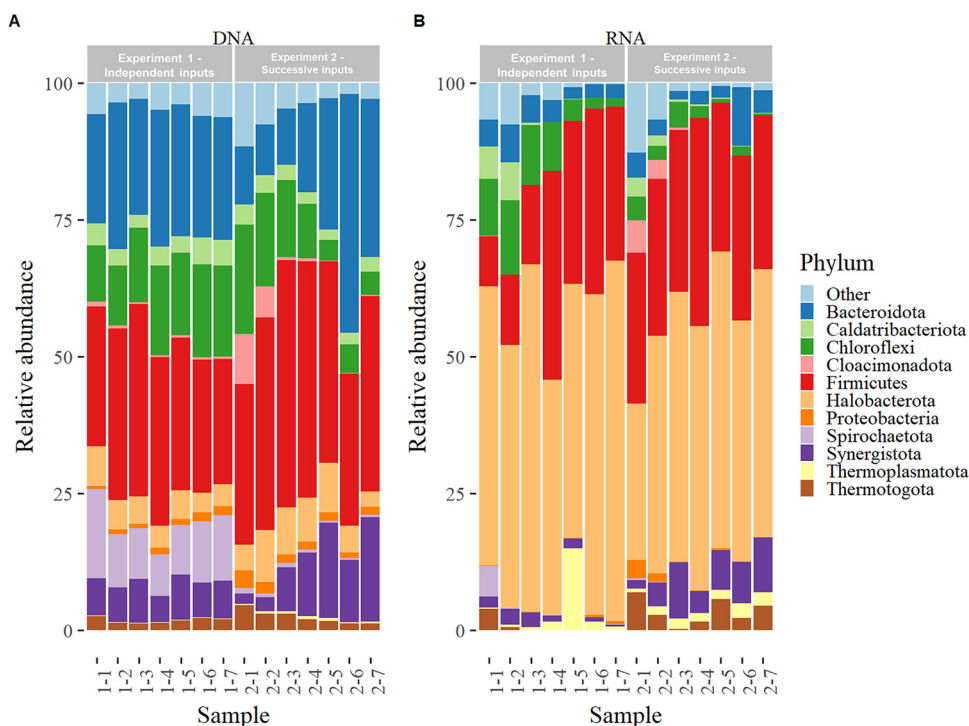 A
DNA
Experiment 1 -
Independent inputs
Experiment 2 -
Successive inputs
100
75
50
25
0
Relative abundance
1-1
1-2
1-3
1-4
1-5
1-6
1-7
2-1
2-2
2-3
2-4
2-5
2-6
2-7
Sample
B
RNA
Experiment 1 -
Independent inputs
Experiment 2 -
Successive inputs
100
75
50
25
0
Relative abundance
1-1
1-2
1-3
1-4
1-5
1-6
1-7
2-1
2-2
2-3
2-4
2-5
2-6
2-7
Sample
Phylum
Other
Bacteroidota
Caldatribacteriota
Chloroflexi
Cloacimonadota
Firmicutes
Halobacterota
Proteobacteria
Spirochaetota
Synergistota
Thermoplasmatota
Thermotogota